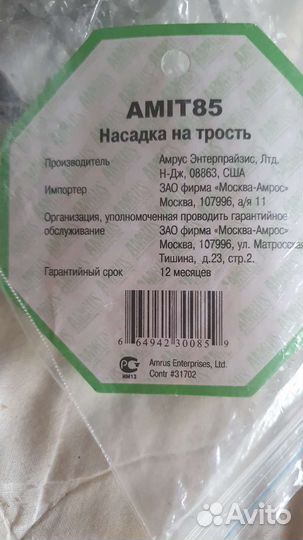 AMIT85
Насадка на трость
Производитель Амрус Энтерпрайзис, Лтд.
Н-Дж, 08863, США
Импортер ЗАО фирма «Москва-Амрос»
Москва, 107996, а/я 11
Организация, уполномоченная проводить гарантийное
обслуживание ЗАО фирма «Москва-Амрос»
Москва, 107996, ул. Матросская
Тишина, д.23, стр.2.
Гарантийный срок 12 месяцев
6 64942 30085 9
Amrus Enterprises, Ltd.
Contr #31702
Avito